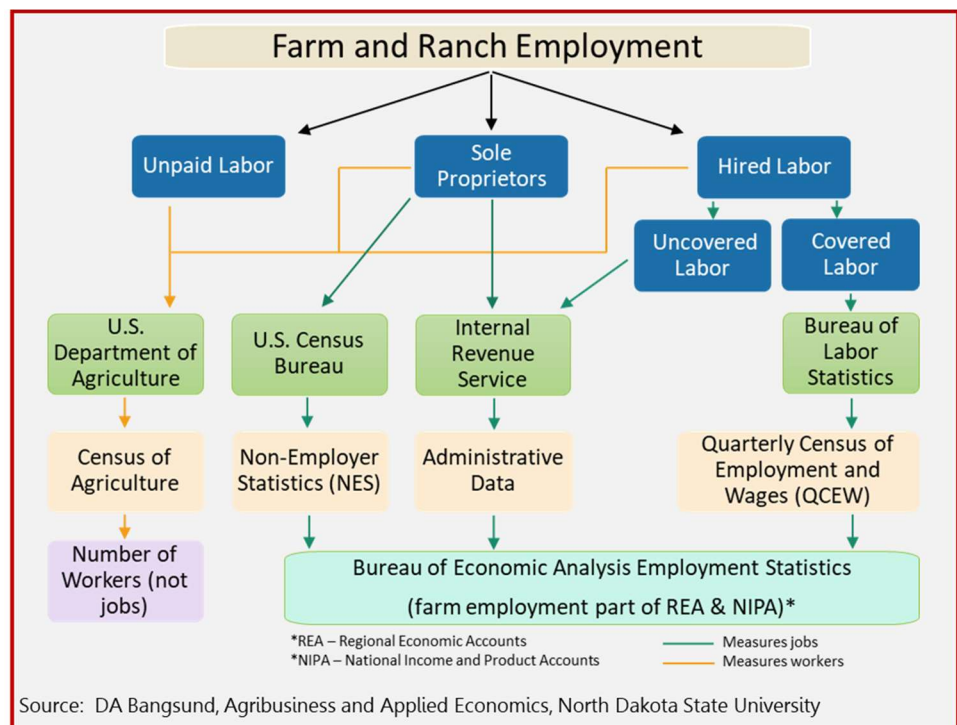 Farm and Ranch Employment
Unpaid Labor
Sole
Proprietors
Hired Labor
Uncovered
Labor
Covered
Labor
U.S.
Department of
Agriculture
U.S. Census
Bureau
Internal
Revenue
Service
Bureau of
Labor
Statistics
Census of
Agriculture
Non-Employer
Statistics (NES)
Administrative
Data
Quarterly Census of
Employment and
Wages (QCEW)
Number of
Workers (not
jobs)
Bureau of Economic Analysis Employment Statistics
(farm employment part of REA & NIPA)*
*REA – Regional Economic Accounts
*NIPA – National Income and Product Accounts
Measures jobs
Measures workers
Source:  DA Bangsund, Agribusiness and Applied Economics, North Dakota State University